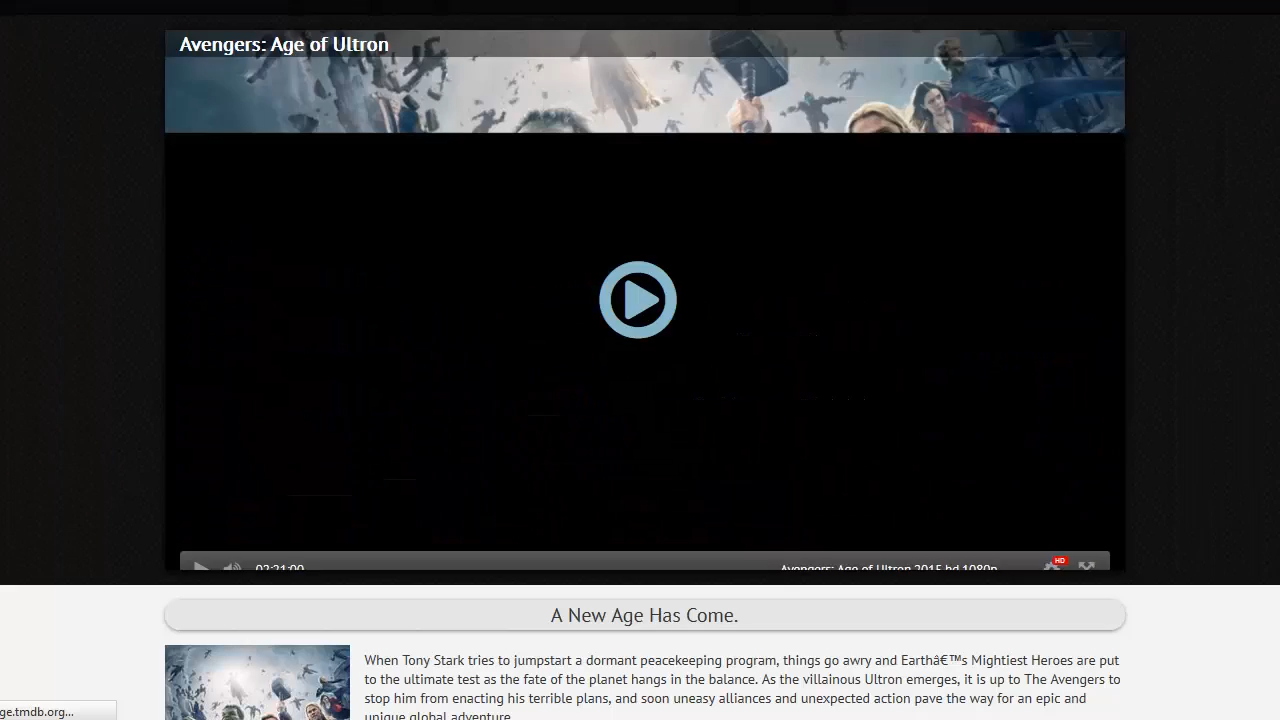 Avengers: Age of Ultron
02:21:00
Avengers: Age of Ultron 2015 hd 1080p
HD
A New Age Has Come.
When Tony Stark tries to jumpstart a dormant peacekeeping program, things go awry and Earthâ€™s Mightiest Heroes are put
to the ultimate test as the fate of the planet hangs in the balance. As the villainous Ultron emerges, it is up to The Avengers to
stop him from enacting his terrible plans, and soon uneasy alliances and unexpected action pave the way for an epic and
unique global adventure.
ge.tmdb.org...